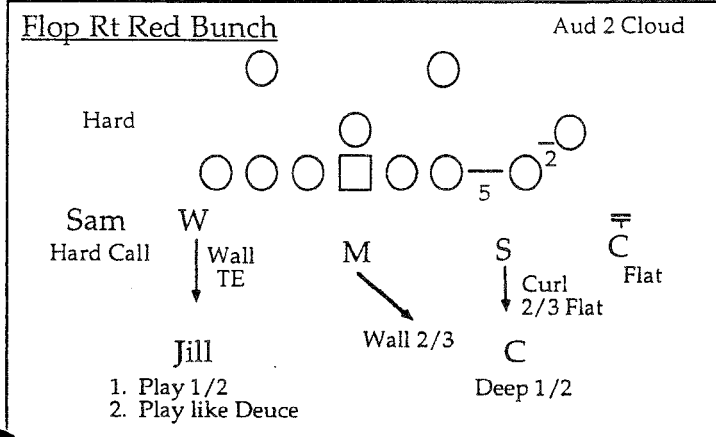 Flop Rt Red Bunch
Aud 2 Cloud
Hard
2
5
Sam
W
Hard Call
Wall
TE
M
S
C
Flat
Curl
2/3 Flat
Wall 2/3
Jill
C
1. Play 1/2
2. Play like Deuce
Deep 1/2